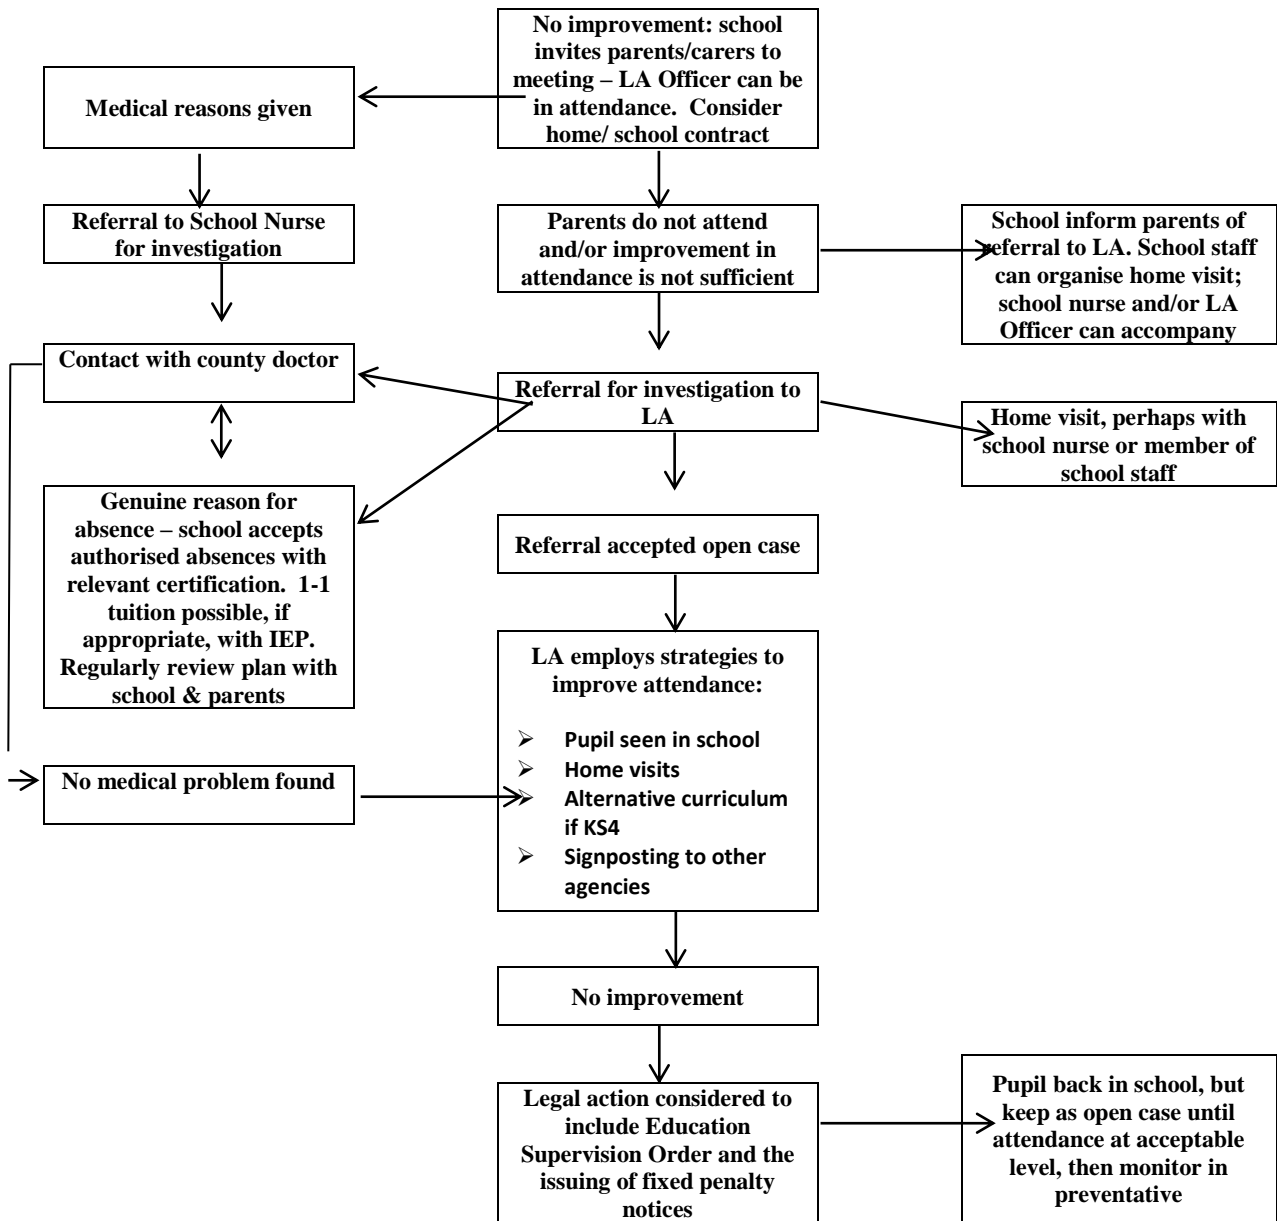 No improvement: school
invites parents/carers to
meeting – LA Officer can be
in attendance.  Consider
home/ school contract
Medical reasons given
Referral to School Nurse
for investigation
Parents do not attend
and/or improvement in
attendance is not sufficient
School inform parents of
referral to LA. School staff
can organise home visit;
school nurse and/or LA
Officer can accompany
Contact with county doctor
Referral for investigation to
LA
Home visit, perhaps with
school nurse or member of
school staff
Genuine reason for
absence – school accepts
authorised absences with
relevant certification.  1-1
tuition possible, if
appropriate, with IEP.
Regularly review plan with
school & parents
Referral accepted open case
LA employs strategies to
improve attendance:
➢ Pupil seen in school
➢ Home visits
➢ Alternative curriculum
if KS4
➢ Signposting to other
agencies
No medical problem found
No improvement
Legal action considered to
include Education
Supervision Order and the
issuing of fixed penalty
notices
Pupil back in school, but
keep as open case until
attendance at acceptable
level, then monitor in
preventative